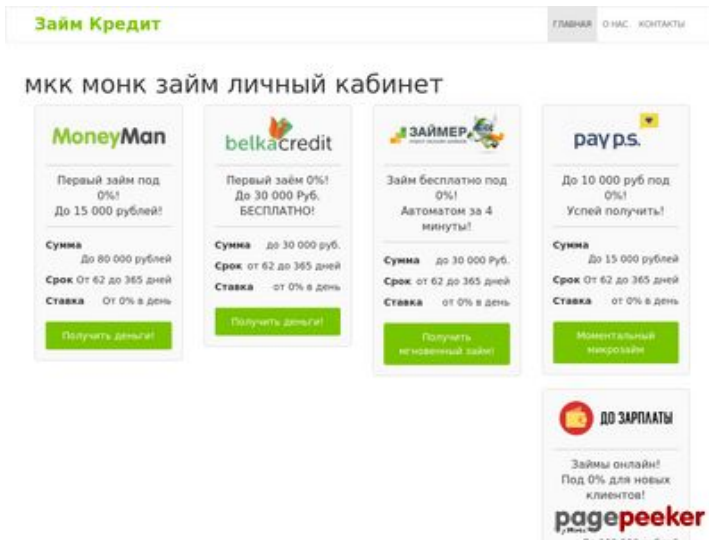 Займ Кредит
ГЛАВНАЯ О НАС КОНТАКТЫ
мкк монк займ личный кабинет
MoneyMan
Первый займ под
0%!
До 15 000 рублей!
Сумма
До 80 000 рублей
Срок От 62 до 365 дней
Ставка От 0% в день
Получить деньги!
belkacredit
Первый заём 0%!
До 30 000 Руб.
БЕСПЛАТНО!
Сумма до 30 000 руб.
Срок от 62 до 365 дней
Ставка от 0% в день
Получить деньги!
ЗАЙМЕР
Займ бесплатно под
0%!
Автоматом за 4
минуты!
Сумма до 30 000 Руб.
Срок от 62 до 365 дней
Ставка от 0% в день
Получить
мгновенный займ!
pay p.s.
До 10 000 руб под
0%!
Успей получить!
Сумма
До 15 000 рублей
Срок От 62 до 365 дней
Ставка От 0% в день
Моментальный
микрозайм
ДО ЗАРПЛАТЫ
Займы онлайн!
Под 0% для новых
клиентов!
pagepeeker